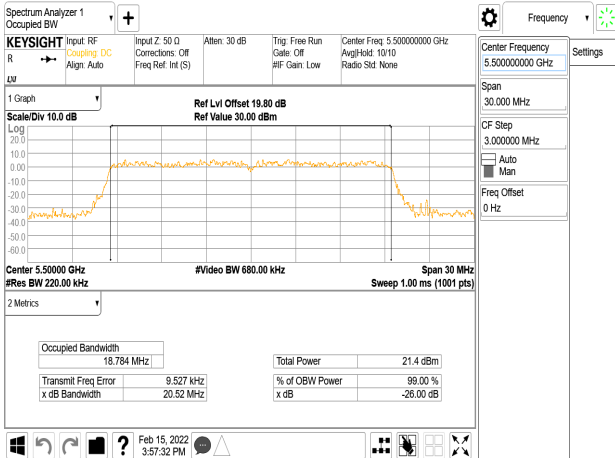 Spectrum Analyzer 1
Occupied BW
Frequency
KEYSIGHT Input: RF Input Z: 50 Ω Atten: 30 dB Trig: Free Run Center Freq: 5.500000000 GHz
R Coupling: DC Corrections: Off Gate: Off Avg|Hold: 10/10
Align: Auto Freq Ref: Int (S) #IF Gain: Low Radio Std: None
LXI
Center Frequency Settings
5.500000000 GHz
Span
30.000 MHz
CF Step
3.000000 MHz
Auto
Man
Freq Offset
0 Hz
1 Graph
Ref Lvl Offset 19.80 dB
Scale/Div 10.0 dB Ref Value 30.00 dBm
Log
20.0
10.0
0.00
-10.0
-20.0
-30.0
-40.0
-50.0
-60.0
Center 5.50000 GHz #Video BW 680.00 kHz Span 30 MHz
#Res BW 220.00 kHz Sweep 1.00 ms (1001 pts)
2 Metrics
Occupied Bandwidth
18.784 MHz Total Power 21.4 dBm
Transmit Freq Error 9.527 kHz % of OBW Power 99.00 %
x dB Bandwidth 20.52 MHz x dB -26.00 dB
? Feb 15, 2022
3:57:32 PM